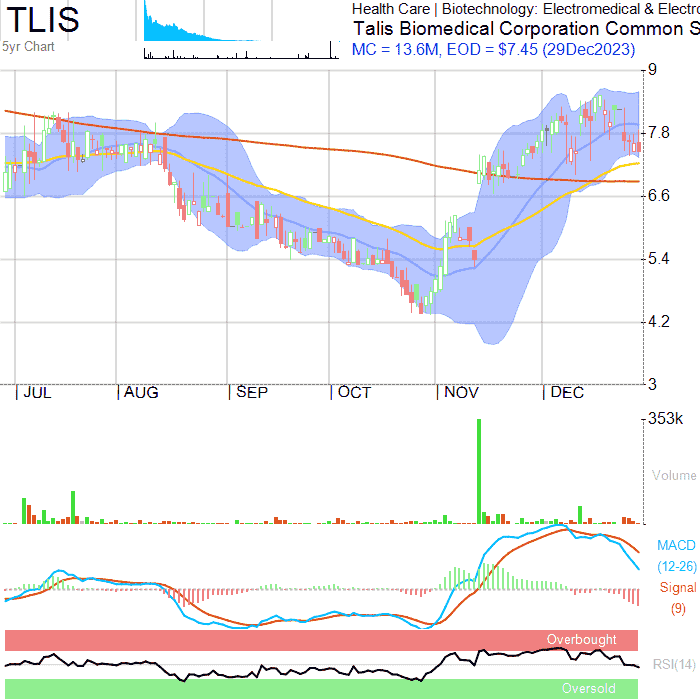 TLIS
5yr Chart
Health Care | Biotechnology: Electromedical & Electro
Talis Biomedical Corporation Common S
MC = 13.6M, EOD = $7.45 (29Dec2023)
9
7.8
6.6
5.4
4.2
3
JUL AUG SEP OCT NOV DEC
353k
Volume
MACD
(12-26)
Signal
(9)
Overbought
RSI(14)
Oversold